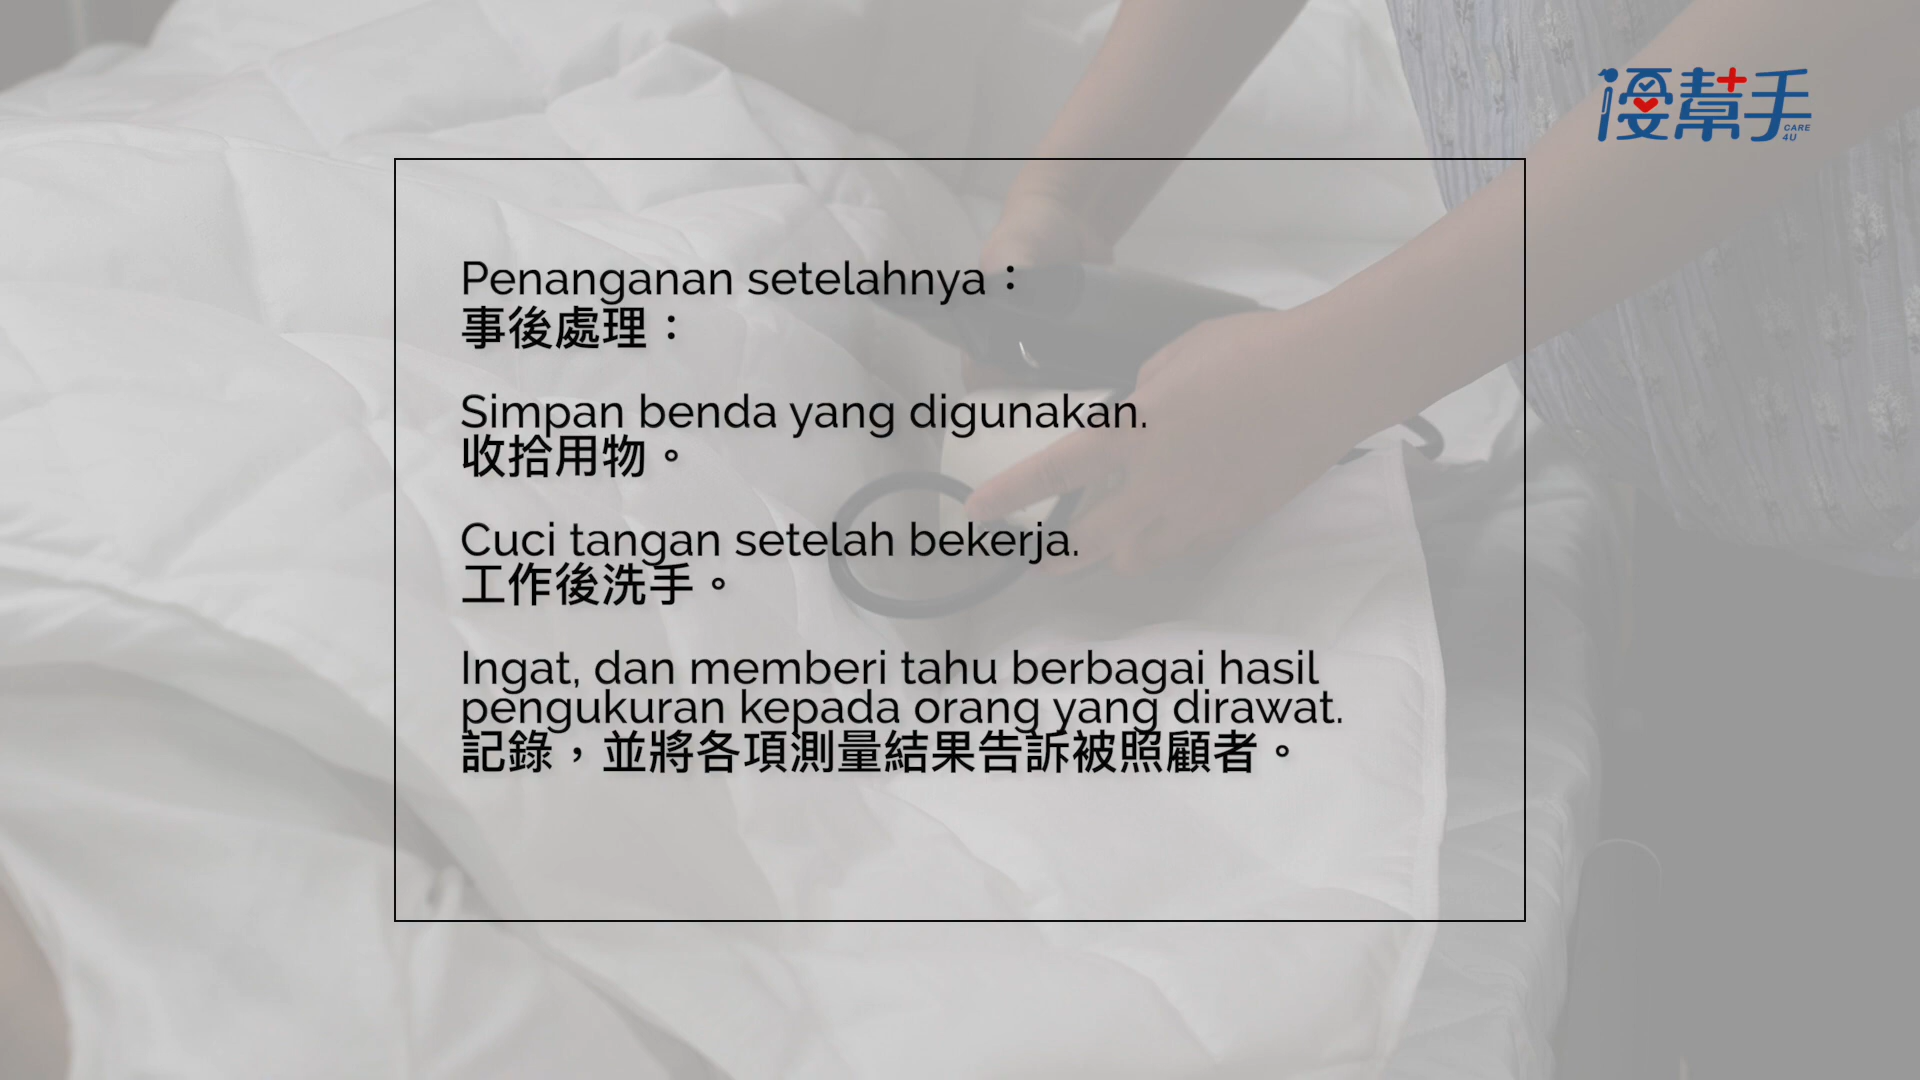 優幫手
CARE
4U
Penanganan setelahnya：
事後處理：
Simpan benda yang digunakan.
收拾用物。
Cuci tangan setelah bekerja.
工作後洗手。
Ingat, dan memberi tahu berbagai hasil
pengukuran kepada orang yang dirawat.
記錄，並將各項測量結果告訴被照顧者。